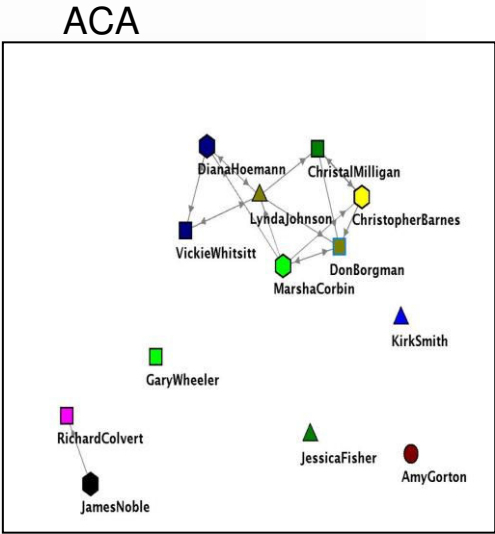 ACA
DianaHoemann
ChristalMilligan
LyndaJohnson
ChristopherBarnes
VickieWhitsitt
DonBorgman
MarshaCorbin
KirkSmith
GaryWheeler
RichardColvert
JessicaFisher
AmyGorton
JamesNoble